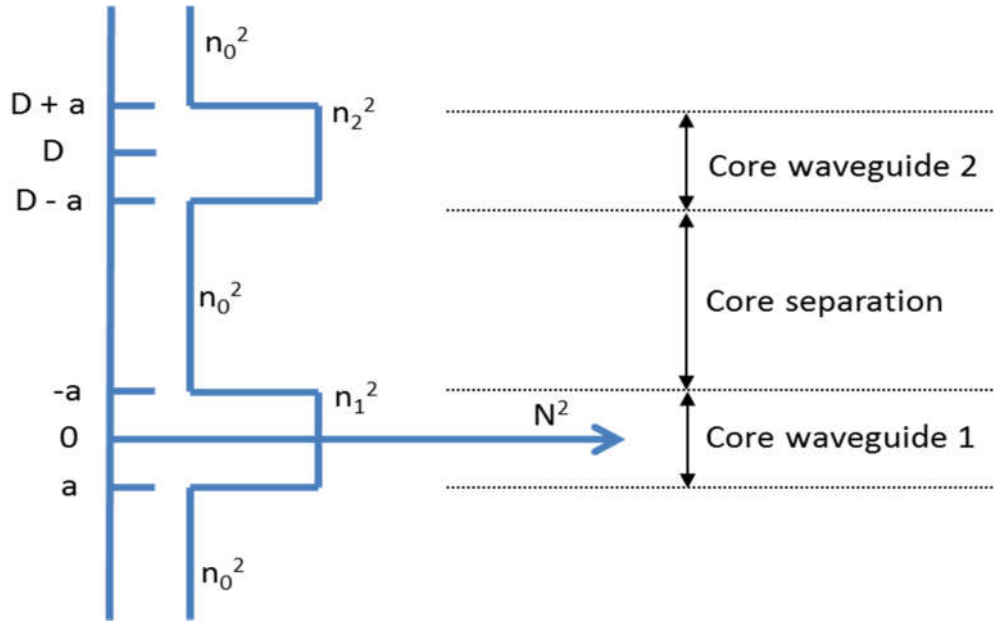 n₀²
D + a
n₂²
D
Core waveguide 2
D - a
n₀²
Core separation
-a
n₁²
N²
0
Core waveguide 1
a
n₀²